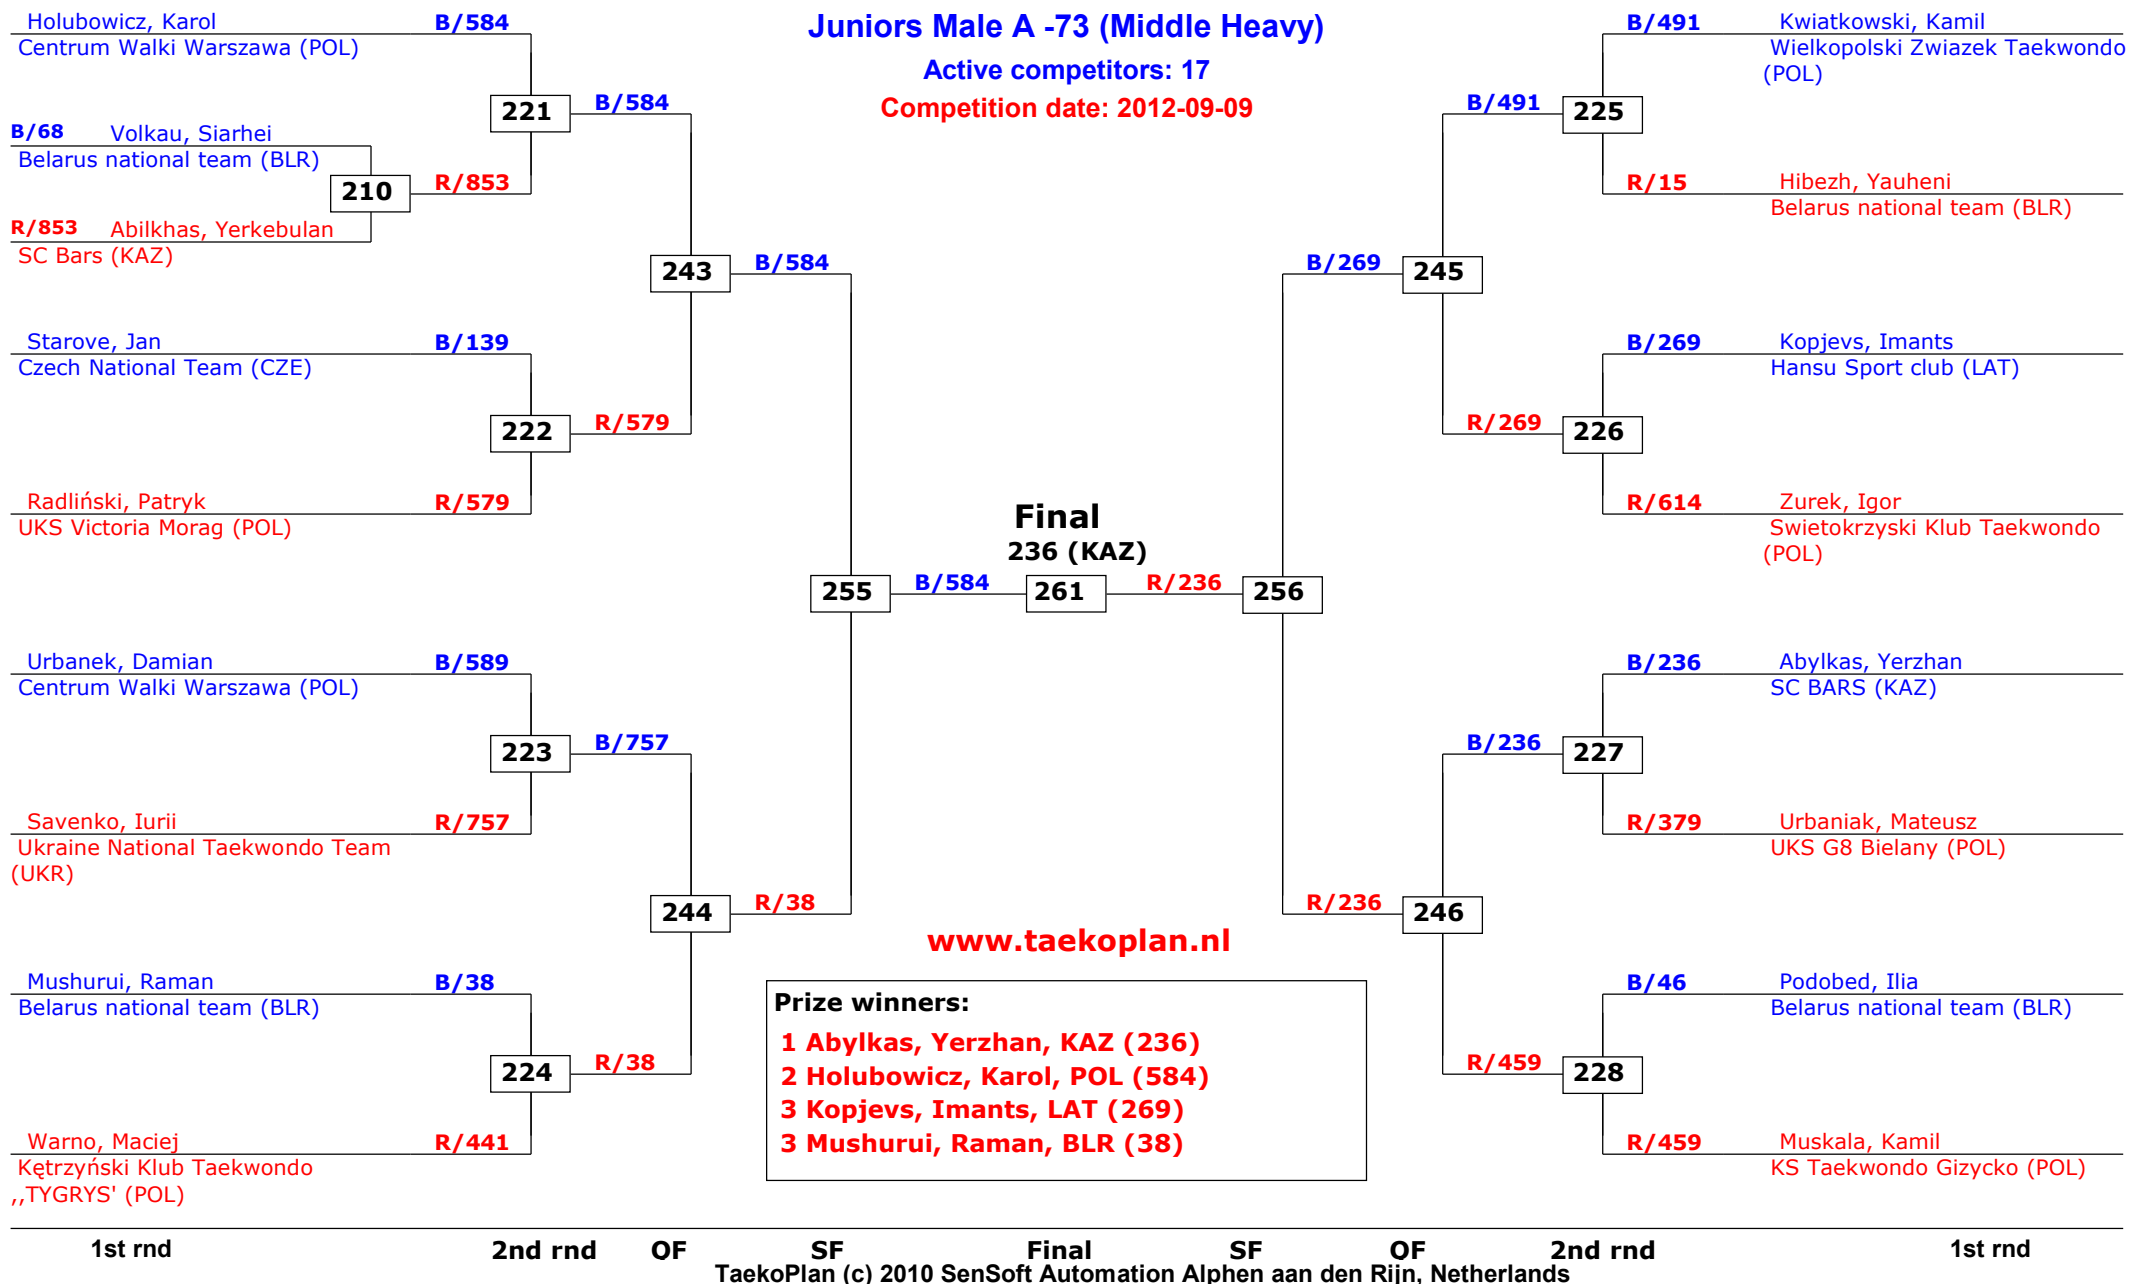 Juniors Male A -73 (Middle Heavy)
Active competitors: 17
Competition date: 2012-09-09
Holubowicz, Karol
B/584
Centrum Walki Warszawa (POL)
221
B/584
B/68
Volkau, Siarhei
Belarus national team (BLR)
210
R/853
R/853
Abilkhas, Yerkebulan
SC Bars (KAZ)
243
B/584
Starove, Jan
B/139
Czech National Team (CZE)
222
R/579
Radliński, Patryk
R/579
UKS Victoria Morag (POL)
255
B/584
Urbanek, Damian
B/589
Centrum Walki Warszawa (POL)
223
B/757
Savenko, Iurii
R/757
Ukraine National Taekwondo Team
(UKR)
244
R/38
Mushurui, Raman
B/38
Belarus national team (BLR)
224
R/38
Warno, Maciej
R/441
Kętrzyński Klub Taekwondo
,,TYGRYS' (POL)
Final
236 (KAZ)
261
B/491
Kwiatkowski, Kamil
Wielkopolski Zwiazek Taekwondo
(POL)
B/491
225
R/15
Hibezh, Yauheni
Belarus national team (BLR)
B/269
245
B/269
Kopjevs, Imants
Hansu Sport club (LAT)
R/269
226
R/614
Zurek, Igor
Swietokrzyski Klub Taekwondo
(POL)
R/236
256
B/236
Abylkas, Yerzhan
SC BARS (KAZ)
B/236
227
R/379
Urbaniak, Mateusz
UKS G8 Bielany (POL)
R/236
246
B/46
Podobed, Ilia
Belarus national team (BLR)
R/459
228
R/459
Muskala, Kamil
KS Taekwondo Gizycko (POL)
www.taekoplan.nl
Prize winners:
1 Abylkas, Yerzhan, KAZ (236)
2 Holubowicz, Karol, POL (584)
3 Kopjevs, Imants, LAT (269)
3 Mushurui, Raman, BLR (38)
1st rnd 2nd rnd QF SF Final SF QF 2nd rnd 1st rnd
TaekoPlan (c) 2010 SenSoft Automation Alphen aan den Rijn, Netherlands